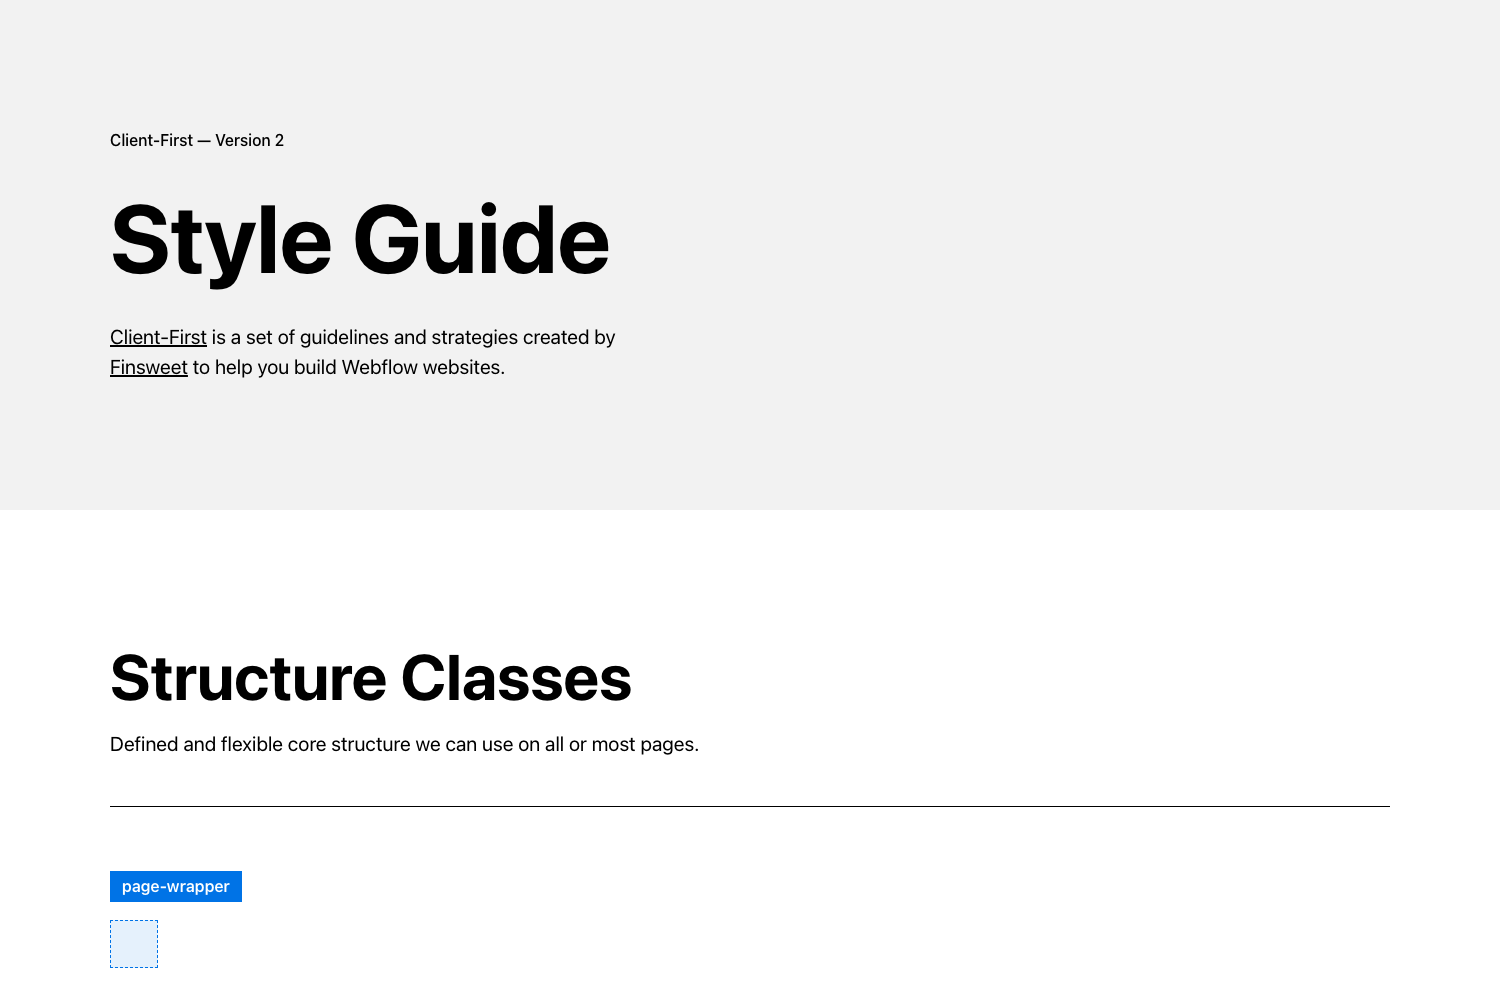 Client-First — Version 2
Style Guide
Client-First is a set of guidelines and strategies created by
Finsweet to help you build Webflow websites.
Structure Classes
Defined and flexible core structure we can use on all or most pages.
page-wrapper